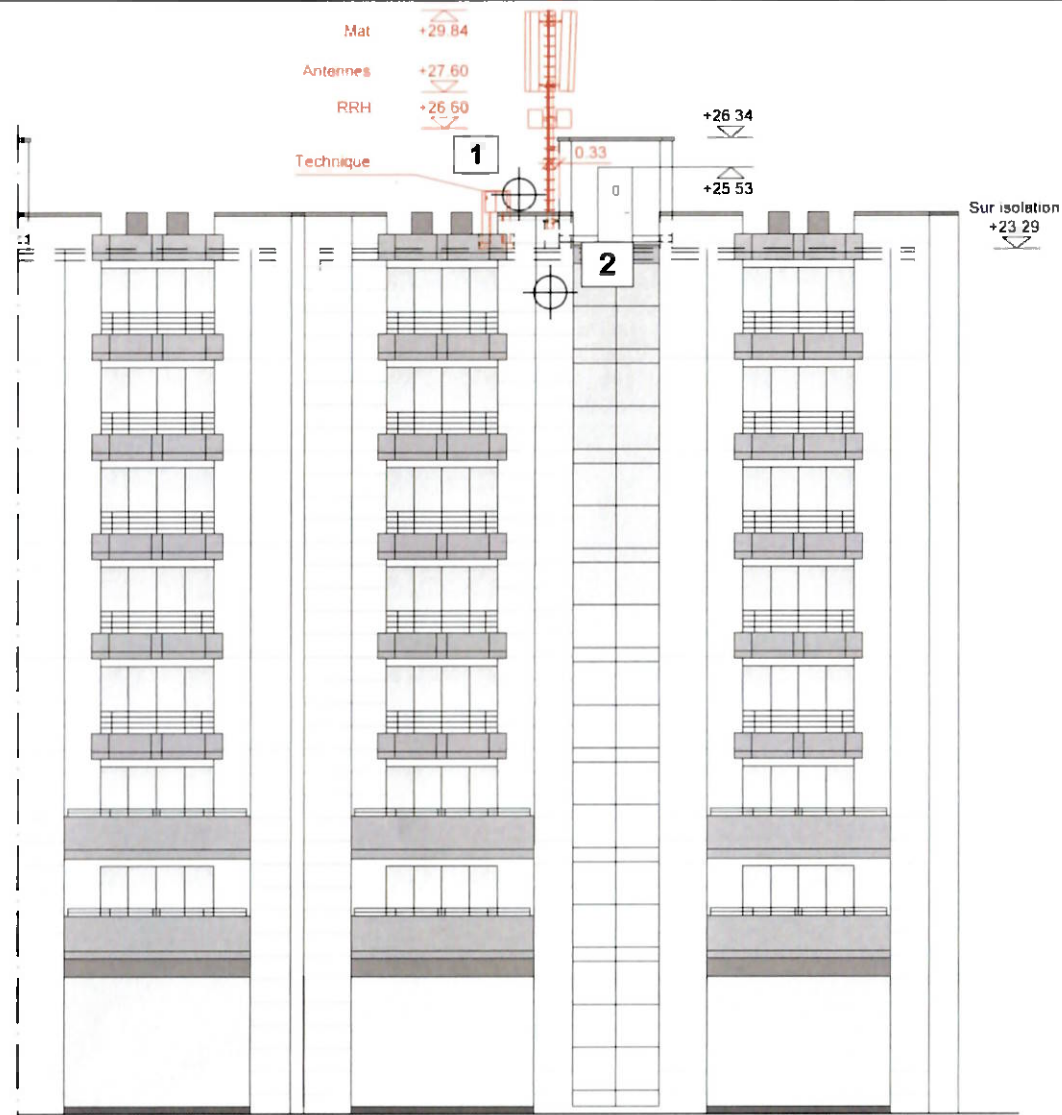 Mat +29.84
Antennes +27.60
RRH +26.60
+26 34
1
0.33
Technique
+25 53
Sur isolation
+23 29
2